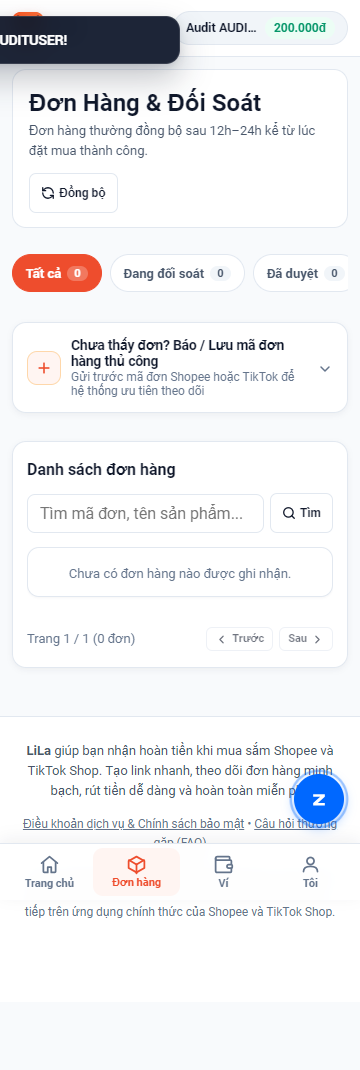 UDITUSER!
Audit AUDI... 200.000đ
Đơn Hàng & Đối Soát
Đơn hàng thường đồng bộ sau 12h–24h kể từ lúc
đặt mua thành công.
Đồng bộ
Tất cả 0 Đang đối soát 0 Đã duyệt 0
Chưa thấy đơn? Báo / Lưu mã đơn
hàng thủ công
Gửi trước mã đơn Shopee hoặc TikTok để
hệ thống ưu tiên theo dõi
Danh sách đơn hàng
Tìm mã đơn, tên sản phẩm... Tìm
Chưa có đơn hàng nào được ghi nhận.
Trang 1 / 1 (0 đơn) Trước Sau
LiLa giúp bạn nhận hoàn tiền khi mua sắm Shopee và
TikTok Shop. Tạo link nhanh, theo dõi đơn hàng minh
bạch, rút tiền dễ dàng và hoàn toàn miễn
Điều khoản dịch vụ & Chính sách bảo mật • Câu hỏi thường
gặp (FAQ)
Trang chủ Đơn hàng Ví Tôi
tiếp trên ứng dụng chính thức của Shopee và TikTok Shop.